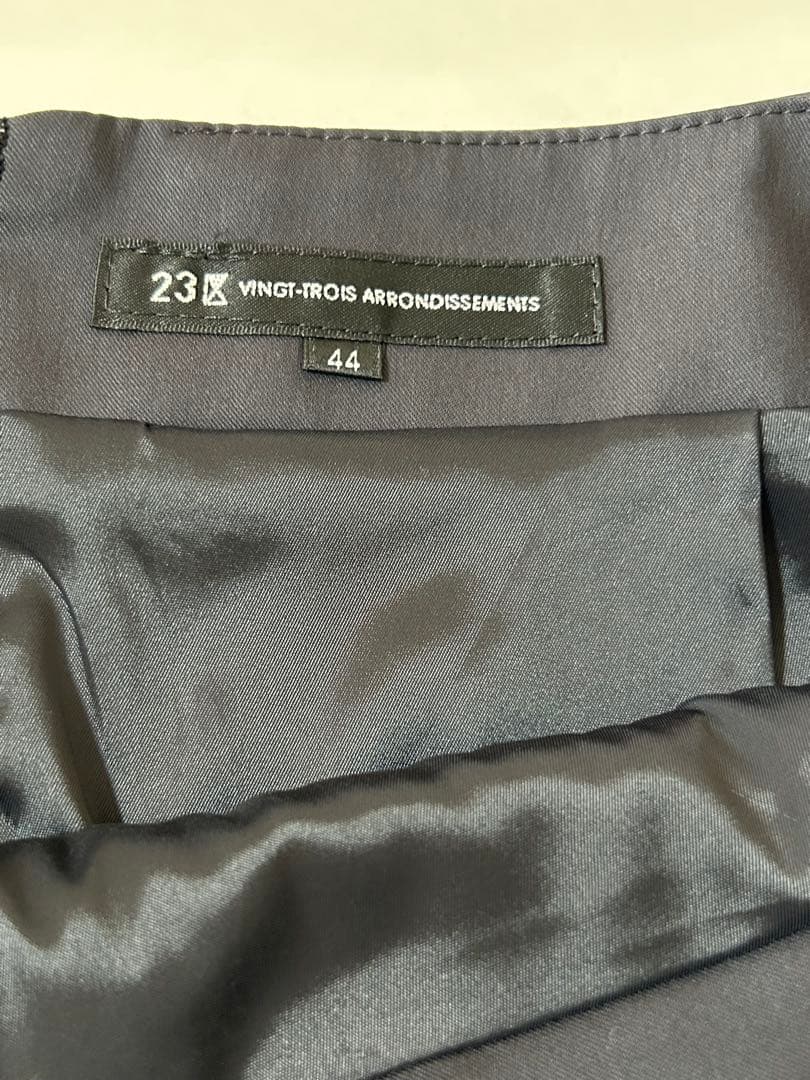 23区 VINGT-TROIS ARRONDISSEMENTS
44